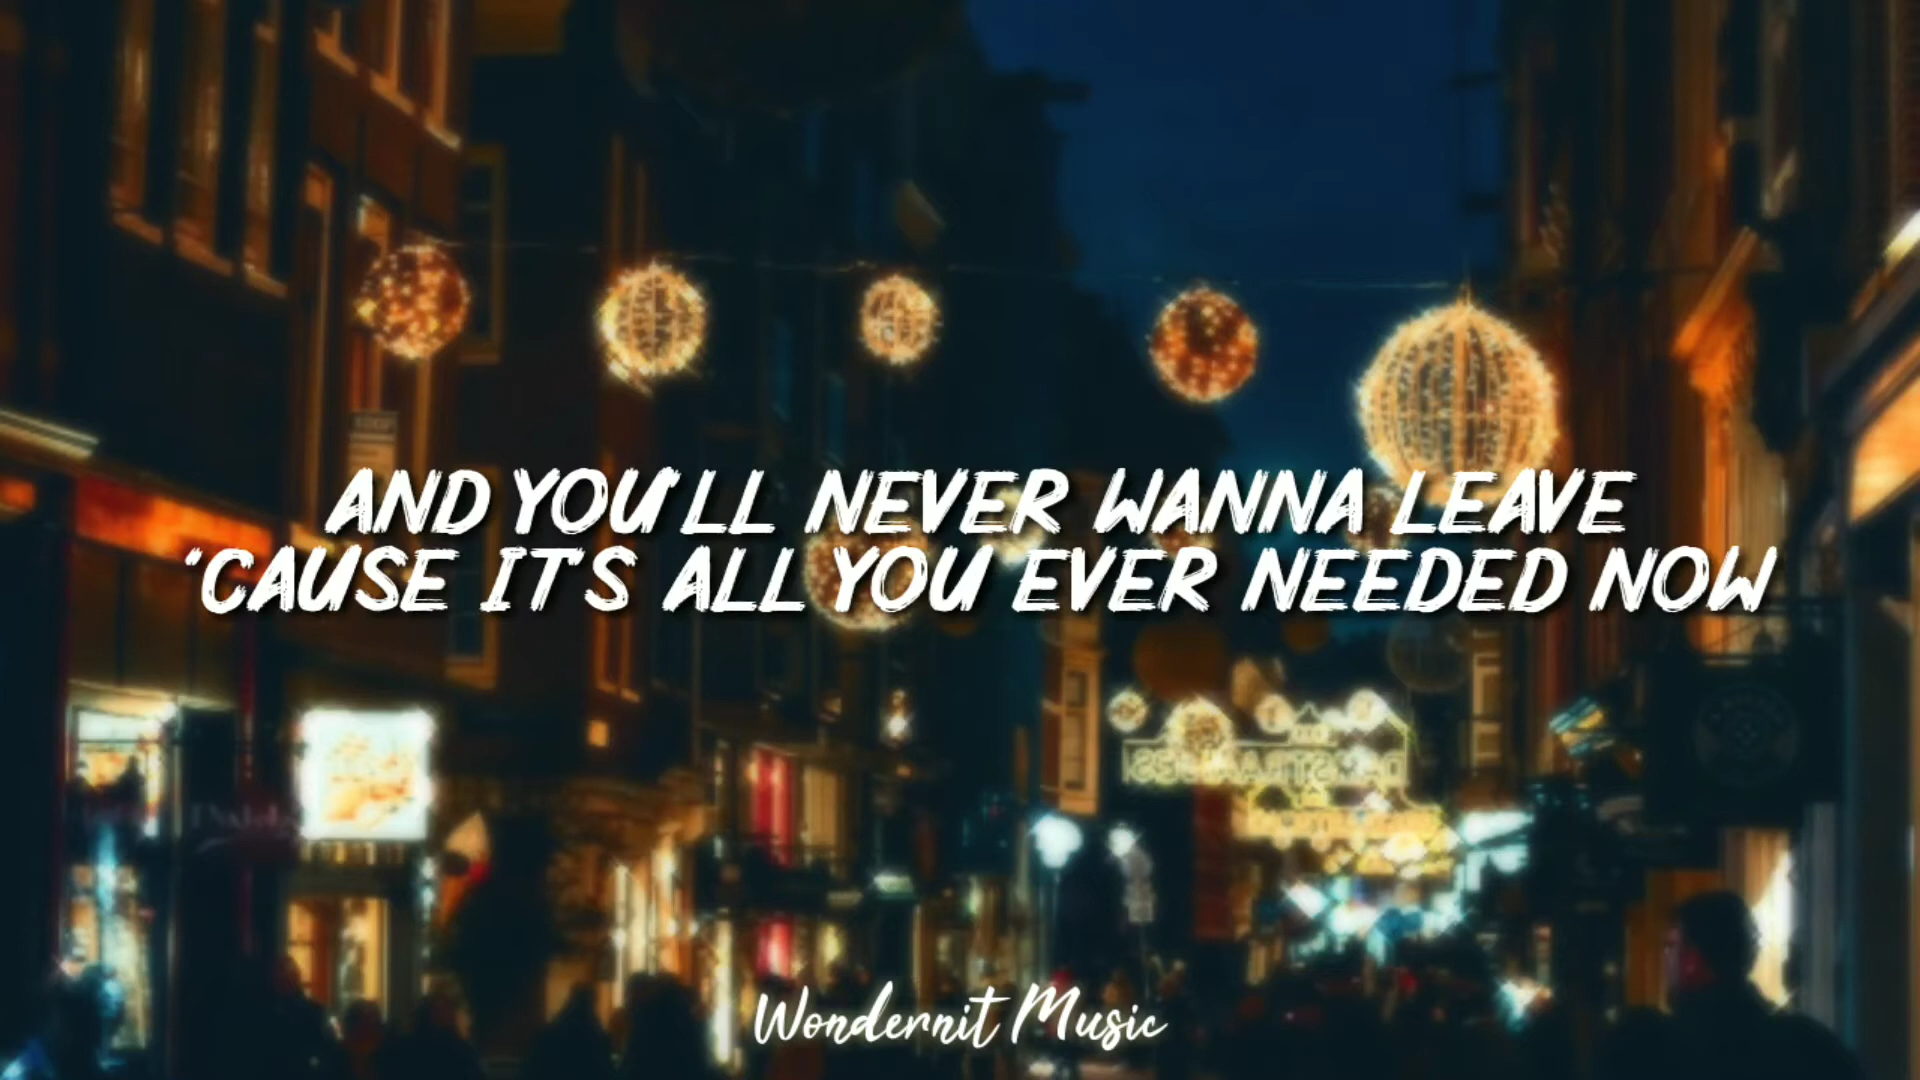 AND YOU'LL NEVER WANNA LEAVE
'CAUSE IT'S ALL YOU EVER NEEDED NOW
Wondernit Music